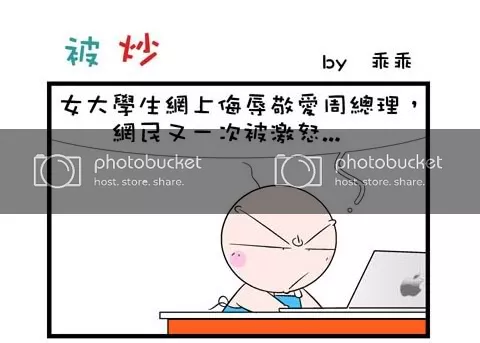 被炒
by 乖乖
女大學生網上侮辱敬愛周總理，
網民又一次被激怒...
photobucket photobucket
host. store. share. host. store. share.